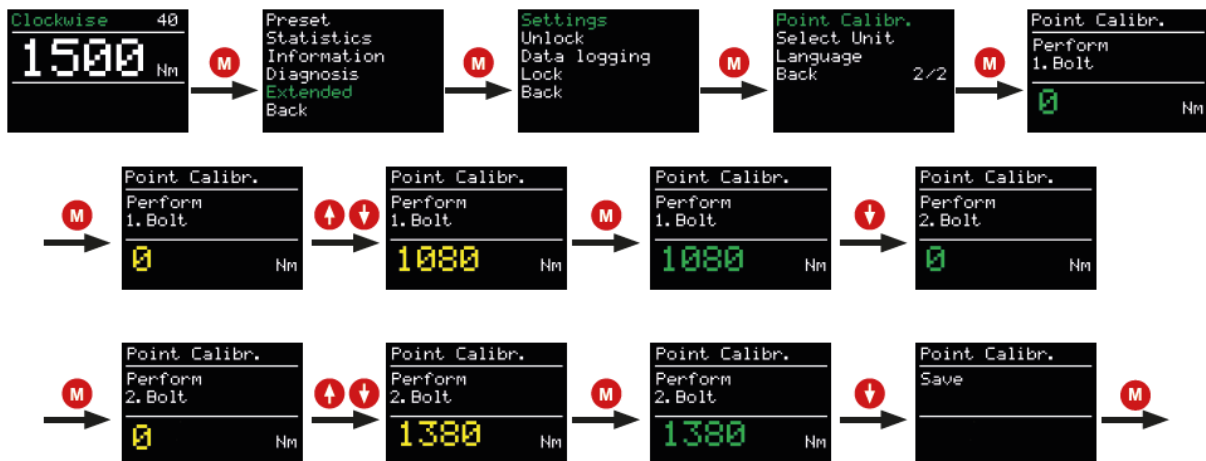 Clockwise 40
1500 Nm
M
Preset
Statistics
Information
Diagnosis
Extended
Back
M
Settings
Unlock
Data logging
Lock
Back
M
Point Calibr.
Select Unit
Language
Back 2/2
M
Point Calibr.
Perform
1.Bolt
0 Nm
M
Point Calibr.
Perform
1.Bolt
0 Nm
Point Calibr.
Perform
1.Bolt
1080 Nm
M
Point Calibr.
Perform
1.Bolt
1080 Nm
Point Calibr.
Perform
2.Bolt
0 Nm
M
Point Calibr.
Perform
2.Bolt
0 Nm
Point Calibr.
Perform
2.Bolt
1380 Nm
M
Point Calibr.
Perform
2.Bolt
1380 Nm
Point Calibr.
Save
M